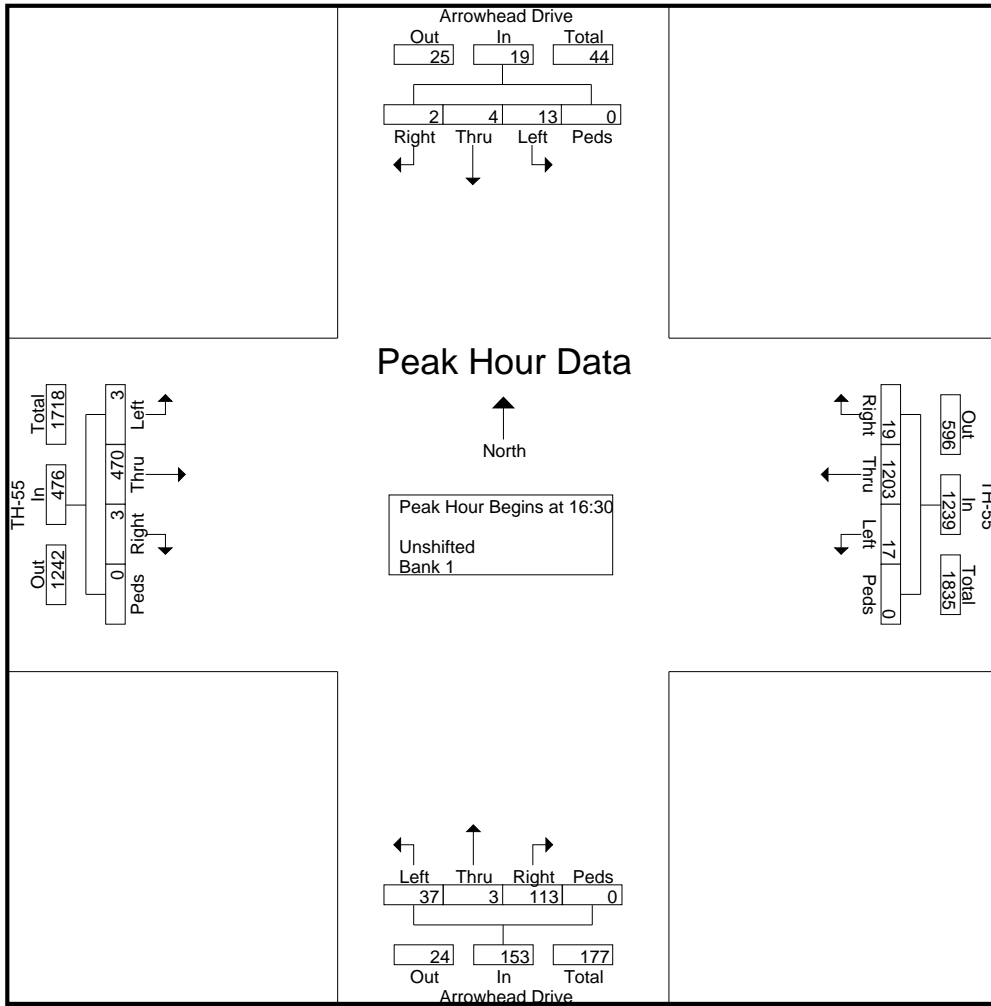 Arrowhead Drive
Out In Total
25 19 44
2 4 13 0
Right Thru Left Peds
Peak Hour Data
North
Peak Hour Begins at 16:30
Unshifted
Bank 1
TH-55
Total In Out
1718 476 1242
3 470 3 0
Left Thru Right Peds
TH-55
Out In Total
596 1239 1835
19 1203 17 0
Right Thru Left Peds
Left Thru Right Peds
37 3 113 0
24 153 177
Out In Total
Arrowhead Drive